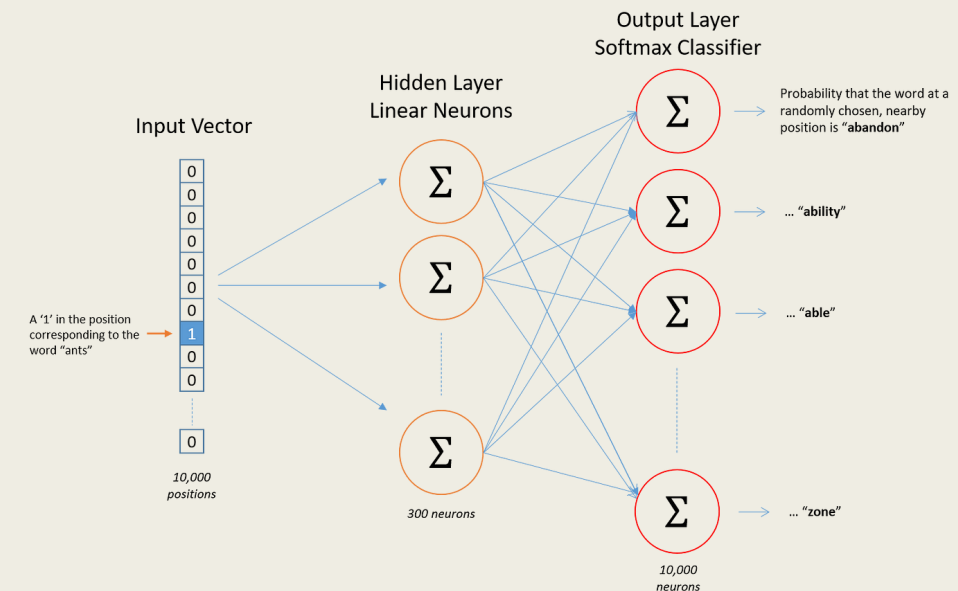 Output Layer
Softmax Classifier
Hidden Layer
Linear Neurons
Input Vector
0
0
0
0
0
0
0
1
0
0
0
A ‘1’ in the position
corresponding to the
word “ants”
10,000
positions
Σ
Σ
Σ
300 neurons
Σ
Σ
Σ
Σ
10,000
neurons
Probability that the word at a
randomly chosen, nearby
position is “abandon”
... “ability”
... “able”
... “zone”